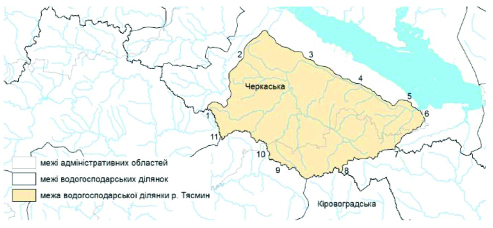 2
3
Черкаська
4
5
6
1
11
7
10
9
8
межі адміністративних областей
межі водогосподарських ділянок
межа водогосподарської ділянки р. Тясмин
Кіровоградська